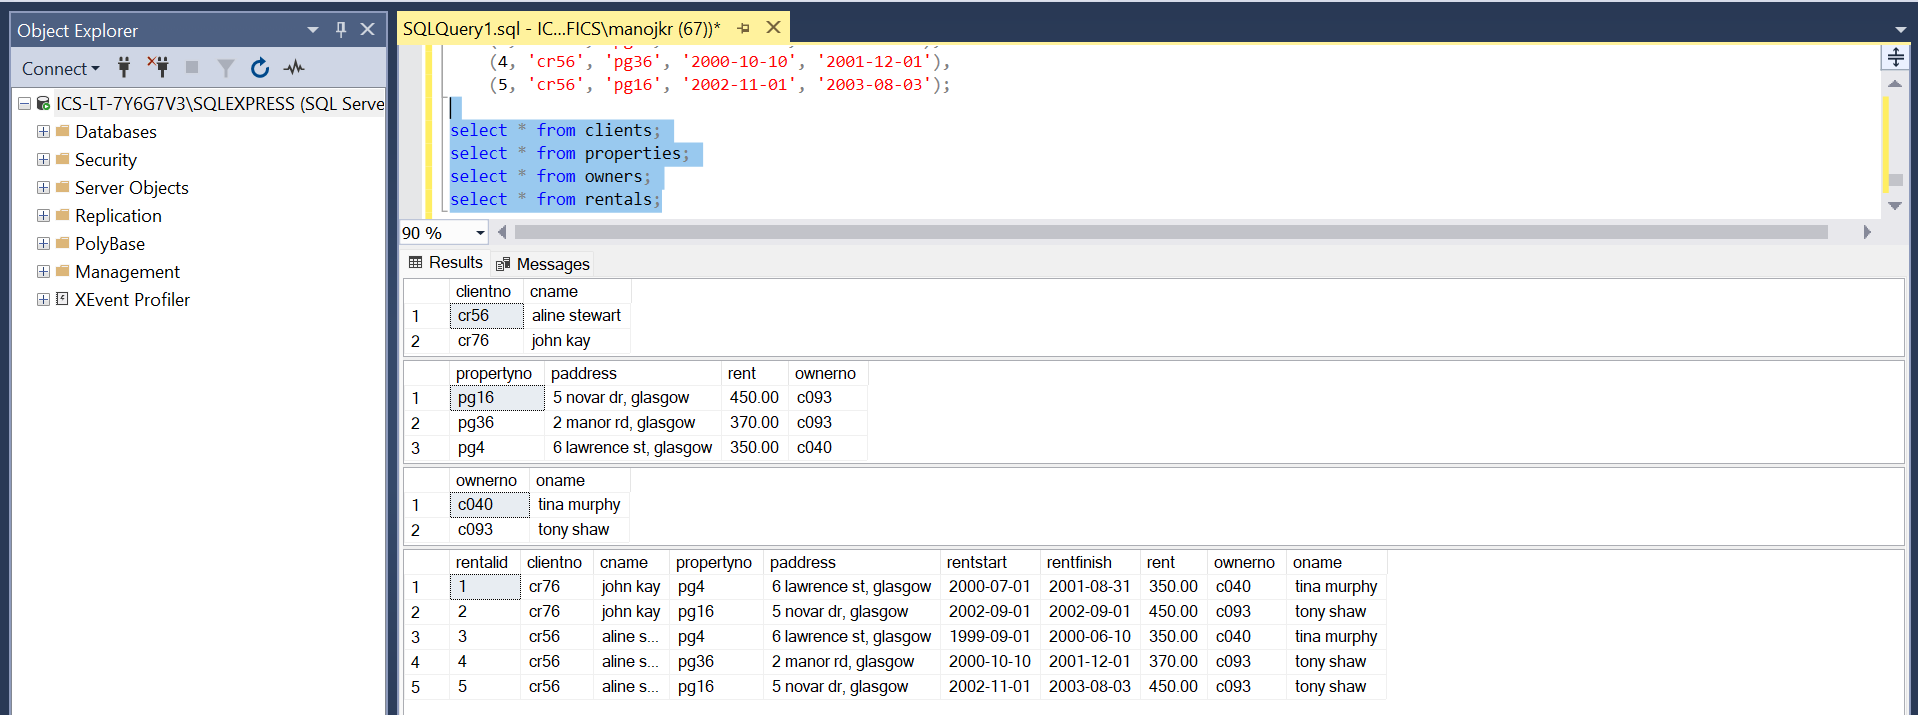 Object Explorer
Connect
ICS-LT-7Y6G7V3\SQLEXPRESS (SQL Serve
Databases
Security
Server Objects
Replication
PolyBase
Management
XEvent Profiler
SQLQuery1.sql - IC...FICS\manojkr (67))*
(4, 'cr56', 'pg36', '2000-10-10', '2001-12-01'),
(5, 'cr56', 'pg16', '2002-11-01', '2003-08-03');
select * from clients;
select * from properties;
select * from owners;
select * from rentals;
90 %
Results Messages
clientno cname
1 cr56 aline stewart
2 cr76 john kay
propertyno paddress rent ownerno
1 pg16 5 novar dr, glasgow 450.00 c093
2 pg36 2 manor rd, glasgow 370.00 c093
3 pg4 6 lawrence st, glasgow 350.00 c040
ownerno oname
1 c040 tina murphy
2 c093 tony shaw
rentalid clientno cname propertyno paddress rentstart rentfinish rent ownerno oname
1 1 cr76 john kay pg4 6 lawrence st, glasgow 2000-07-01 2001-08-31 350.00 c040 tina murphy
2 2 cr76 john kay pg16 5 novar dr, glasgow 2002-09-01 2002-09-01 450.00 c093 tony shaw
3 3 cr56 aline s... pg4 6 lawrence st, glasgow 1999-09-01 2000-06-10 350.00 c040 tina murphy
4 4 cr56 aline s... pg36 2 manor rd, glasgow 2000-10-10 2001-12-01 370.00 c093 tony shaw
5 5 cr56 aline s... pg16 5 novar dr, glasgow 2002-11-01 2003-08-03 450.00 c093 tony shaw